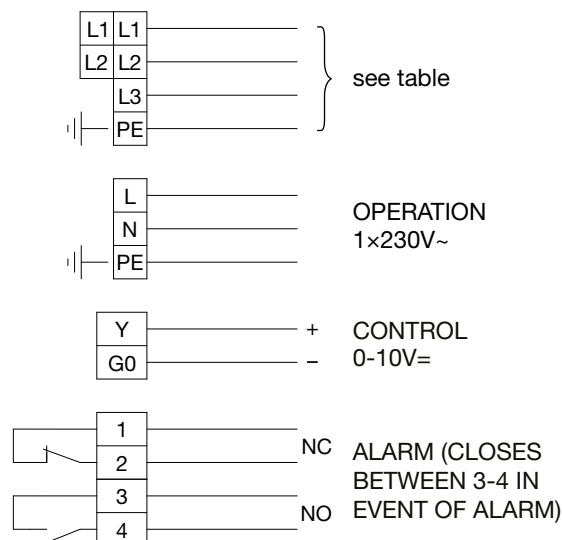 L1 L1
L2 L2
L3
PE
see table
L
N
PE
OPERATION
1×230V~
Y +
G0 –
CONTROL
0-10V=
1
2
NC
3
4
NO
ALARM (CLOSES
BETWEEN 3-4 IN
EVENT OF ALARM)